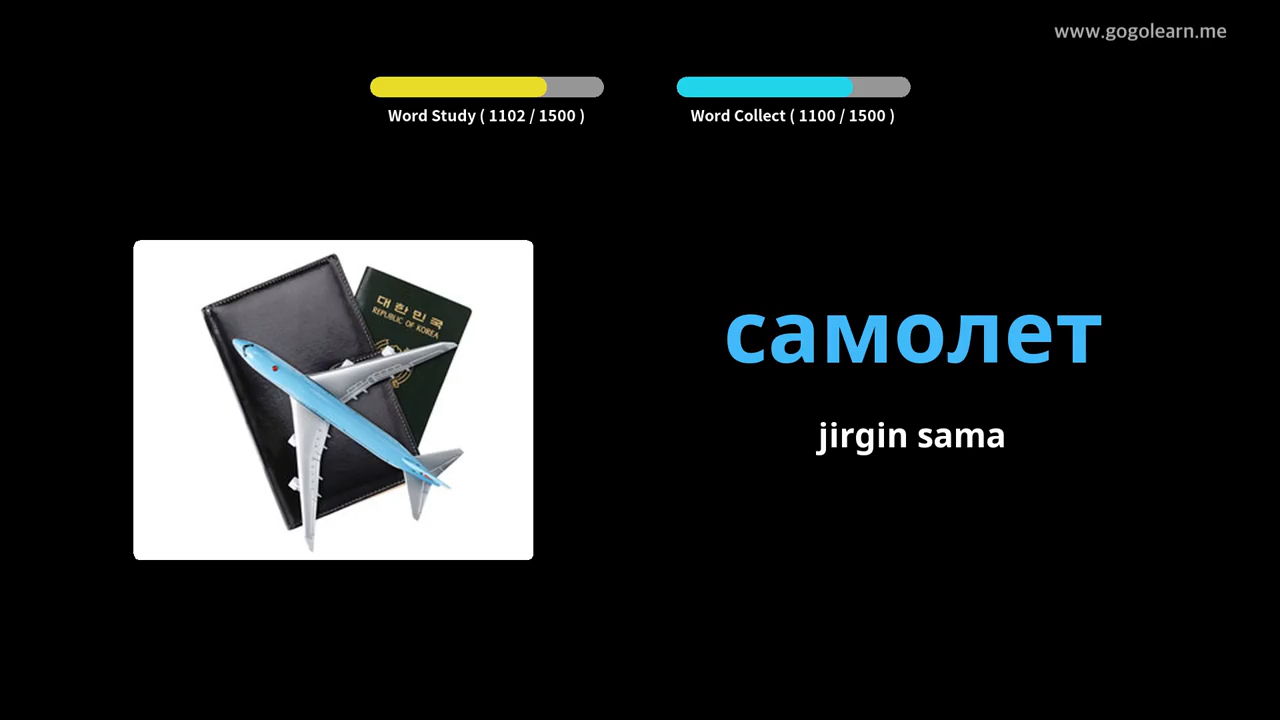 www.gogolearn.me
Word Study ( 1102 / 1500 )
Word Collect ( 1100 / 1500 )
대한민국
REPUBLIC OF KOREA
самолет
jirgin sama